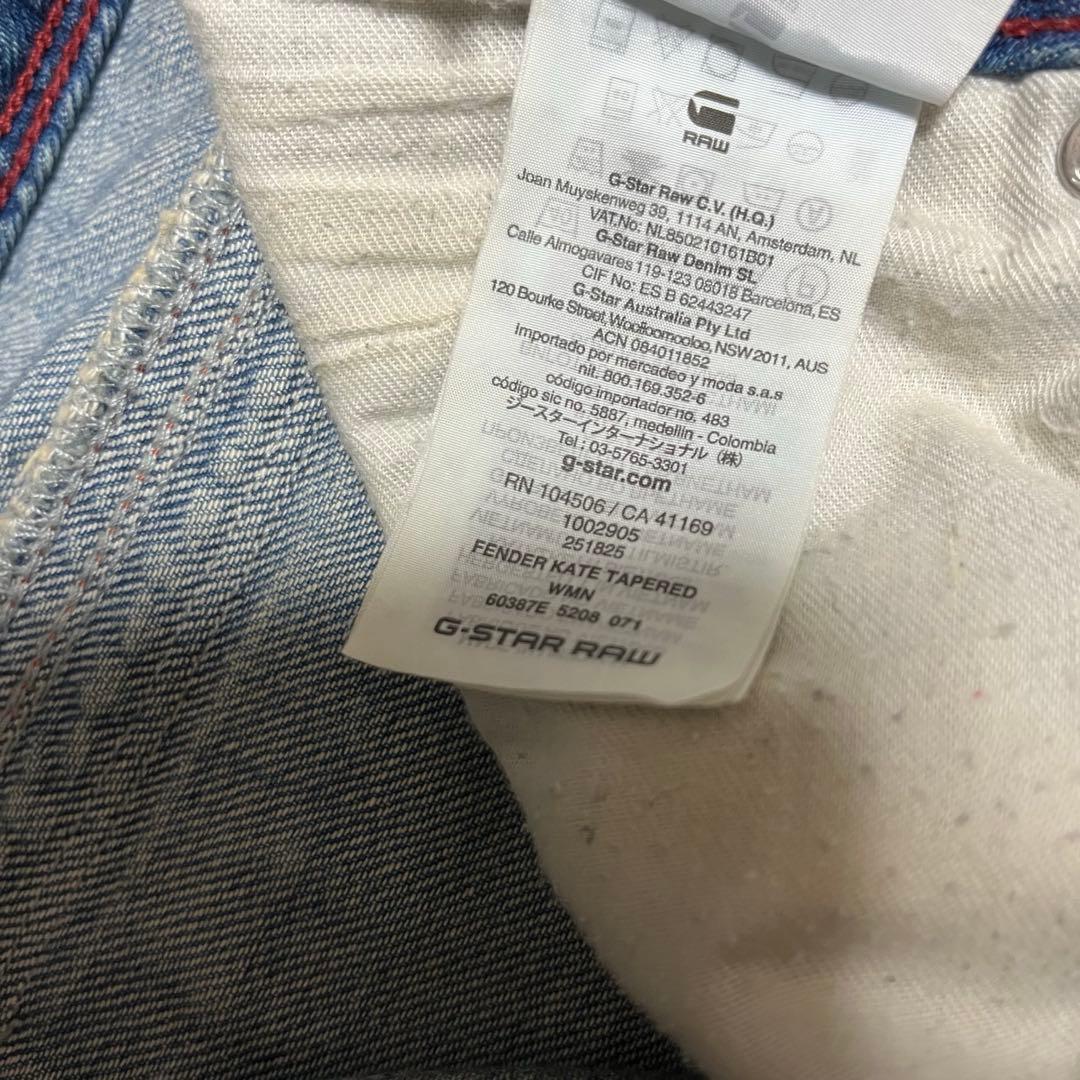 RAW
G-Star Raw C.V. (H.Q.)
Joan Muyskenweg 39, 1114 AN, Amsterdam, NL
VAT.No: NL850210161B01
G-Star Raw Denim SL
Calle Almogavares 119-123 08018 Barcelona, ES
CIF No: ES B 62443247
G-Star Australia Pty Ltd
120 Bourke Street, Woolloomooloo, NSW 2011, AUS
ACN 084011852
Importado por mercadeo y moda s.a.s
nit. 800.169.352-6
código importador no. 483
código sic no. 5887, medellin - Colombia
ジースターインターナショナル (株)
Tel : 03-5765-3301
g-star.com
RN 104506 / CA 41169
1002905
251825
FENDER KATE TAPERED
WMN
60387E 5208 071
G-STAR RAW